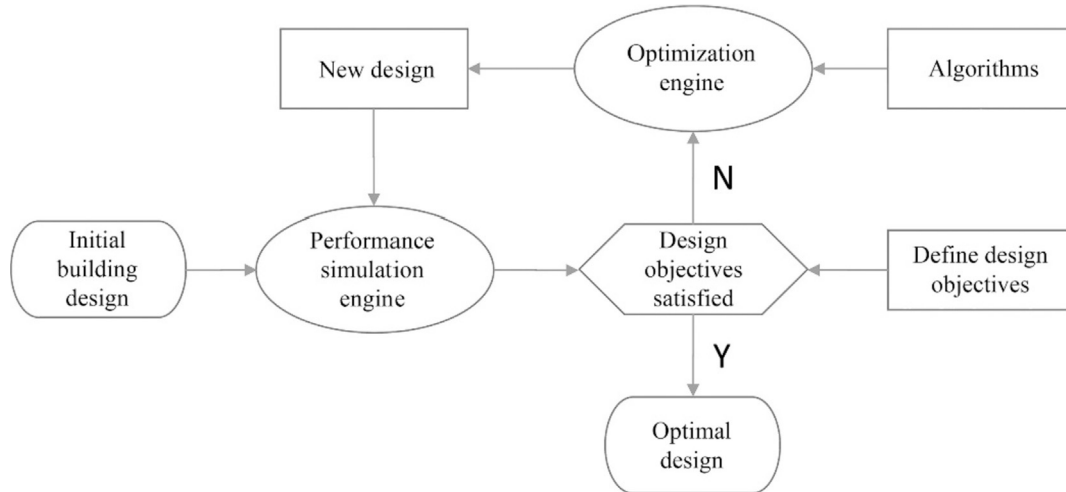 New design
Optimization
engine
Algorithms
N
Initial
building
design
Performance
simulation
engine
Design
objectives
satisfied
Define design
objectives
Y
Optimal
design